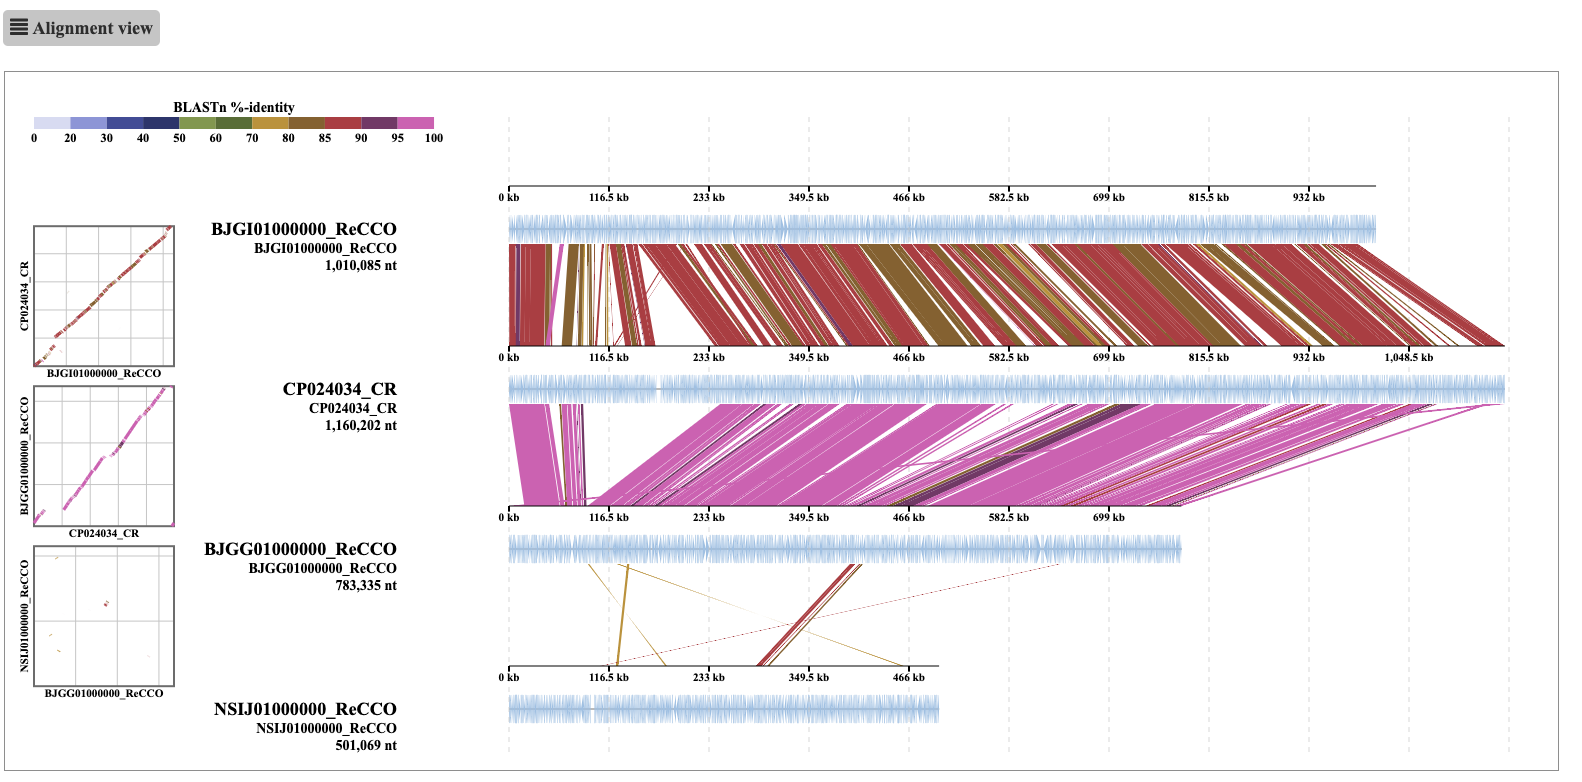 Alignment view
BLASTn %-identity
0 20 30 40 50 60 70 80 85 90 95 100
0 kb 116.5 kb 233 kb 349.5 kb 466 kb 582.5 kb 699 kb 815.5 kb 932 kb
CP024034_CR
BJGI01000000_ReCCO
BJGI01000000_ReCCO
BJGI01000000_ReCCO
1,010,085 nt
0 kb 116.5 kb 233 kb 349.5 kb 466 kb 582.5 kb 699 kb 815.5 kb 932 kb 1,048.5 kb
BJGG01000000_ReCCO
CP024034_CR
CP024034_CR
CP024034_CR
1,160,202 nt
0 kb 116.5 kb 233 kb 349.5 kb 466 kb 582.5 kb 699 kb
NSIJ01000000_ReCCO
BJGG01000000_ReCCO
BJGG01000000_ReCCO
BJGG01000000_ReCCO
783,335 nt
0 kb 116.5 kb 233 kb 349.5 kb 466 kb
NSIJ01000000_ReCCO
NSIJ01000000_ReCCO
501,069 nt